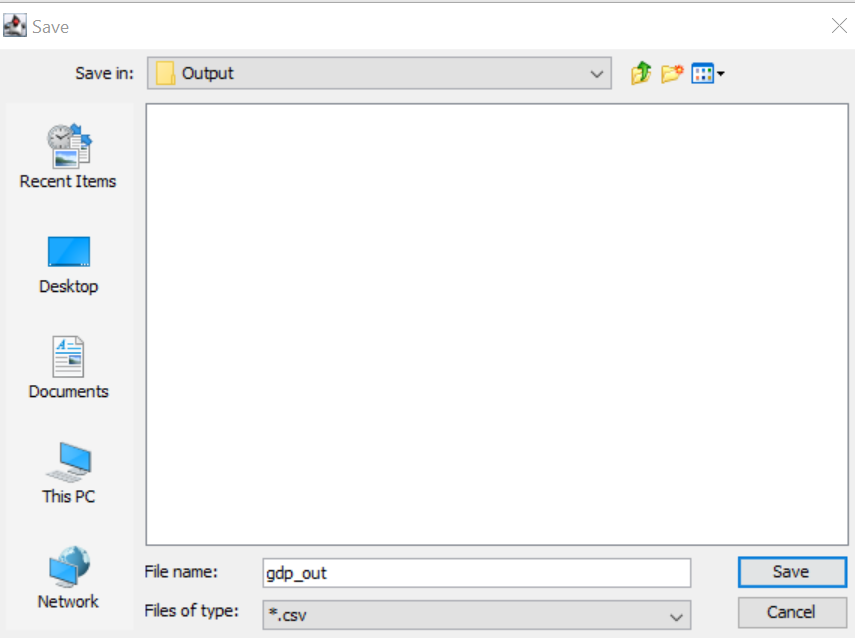 Save
Save in:
Output
Recent Items
Desktop
Documents
This PC
Network
File name:
gdp_out
Save
Files of type:
*.csv
Cancel